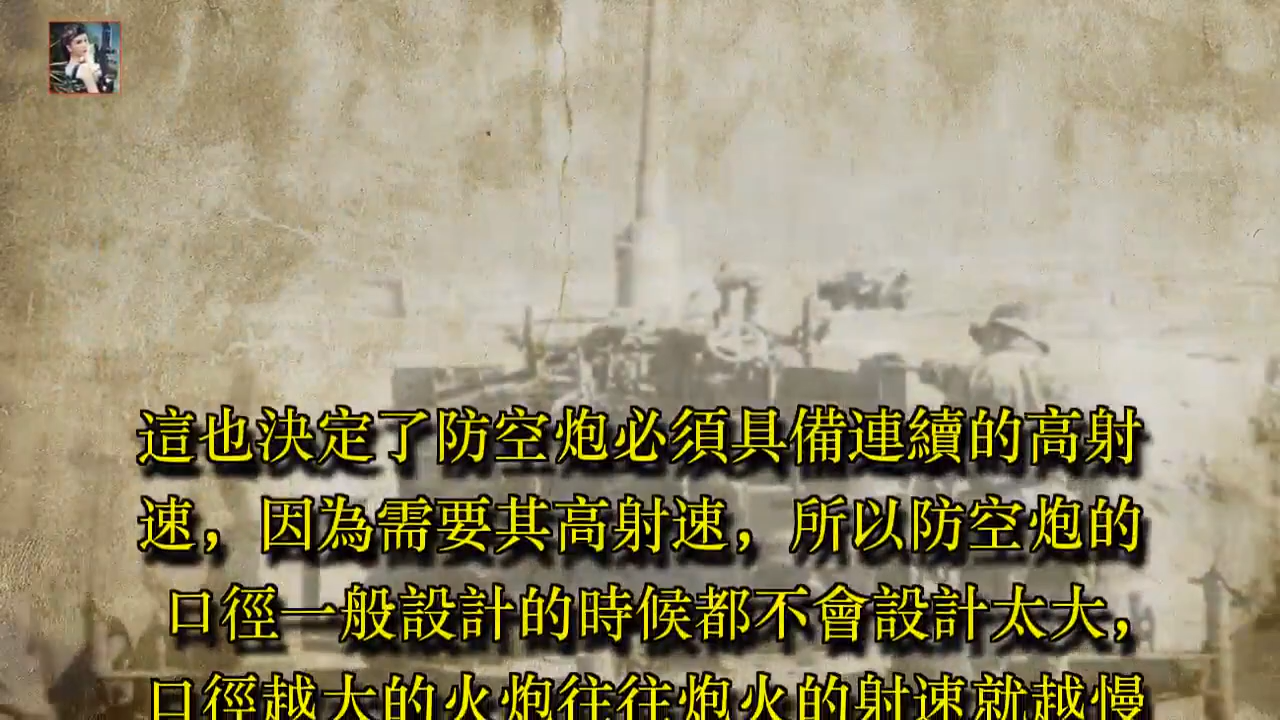 這也決定了防空炮必須具備連續的高射
速，因為需要其高射速，所以防空炮的
口徑一般設計的時候都不會設計太大，
口徑越大的火炮往往炮火的射速就越慢